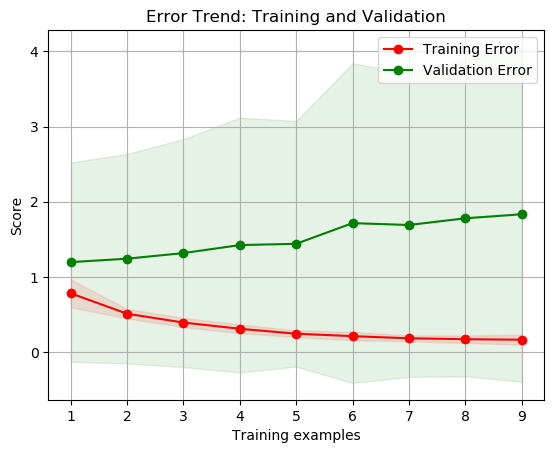 Error Trend: Training and Validation
Training Error
Validation Error
Score
4
3
2
1
0
1 2 3 4 5 6 7 8 9
Training examples